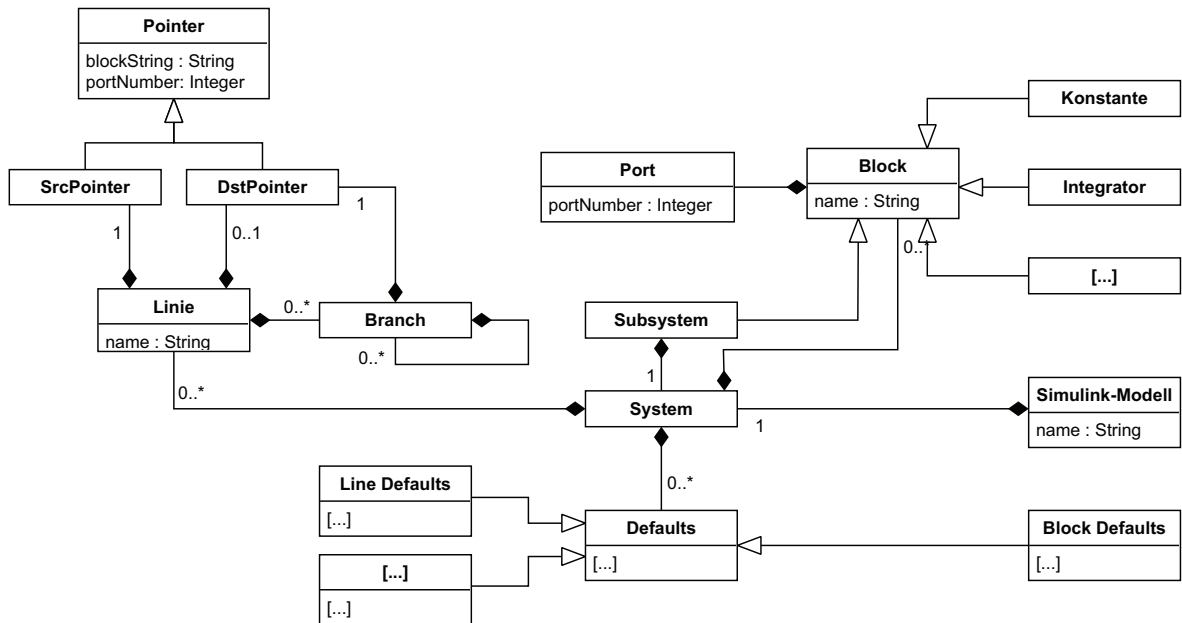 Pointer
blockString : String
portNumber: Integer
Konstante
SrcPointer
DstPointer
Port
portNumber : Integer
Block
name : String
Integrator
1
0..1
1
0..*
[...]
Linie
name : String
0..*
Branch
0..*
Subsystem
1
0..*
System
1
Simulink-Modell
name : String
0..*
Line Defaults
[...]
Defaults
[...]
Block Defaults
[...]
[...]
[...]